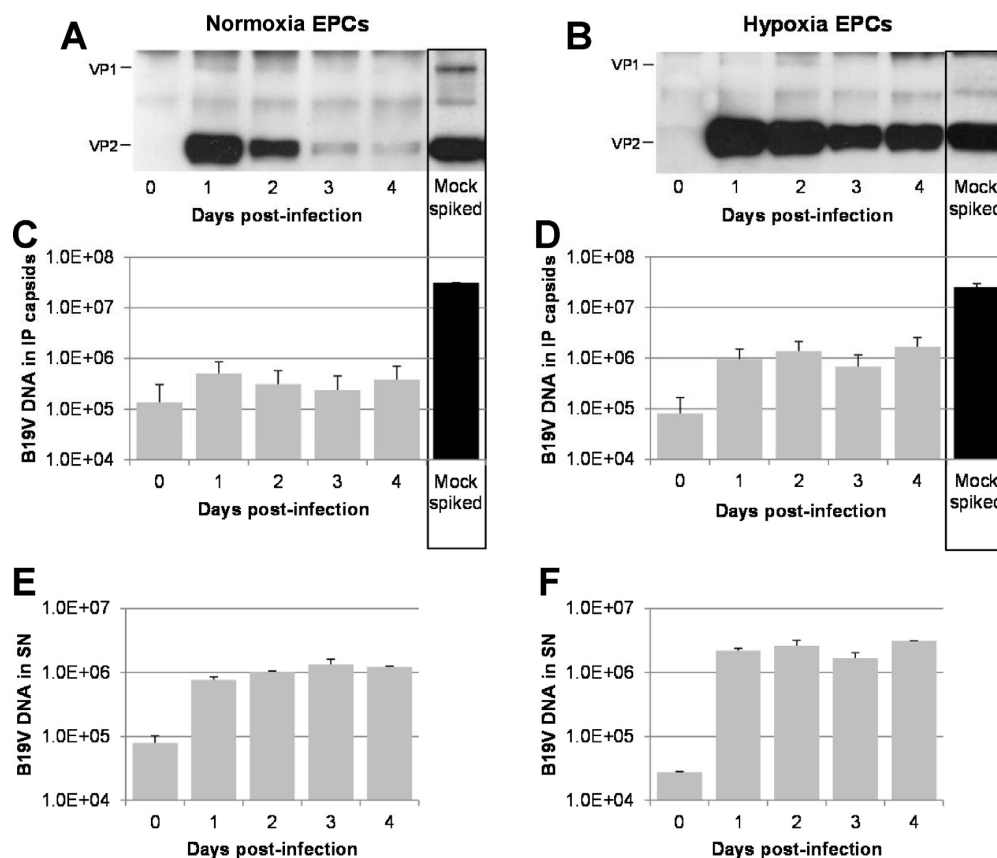 A
Normoxia EPCs
VP1
VP2
0 1 2 3 4 Mock spiked
Days post-infection
B
Hypoxia EPCs
VP1
VP2
0 1 2 3 4 Mock spiked
Days post-infection
C
B19V DNA in IP capsids
1.0E+08
1.0E+07
1.0E+06
1.0E+05
1.0E+04
0 1 2 3 4 Mock spiked
Days post-infection
D
B19V DNA in IP capsids
1.0E+08
1.0E+07
1.0E+06
1.0E+05
1.0E+04
0 1 2 3 4 Mock spiked
Days post-infection
E
B19V DNA in SN
1.0E+07
1.0E+06
1.0E+05
1.0E+04
0 1 2 3 4
Days post-infection
F
B19V DNA in SN
1.0E+07
1.0E+06
1.0E+05
1.0E+04
0 1 2 3 4
Days post-infection